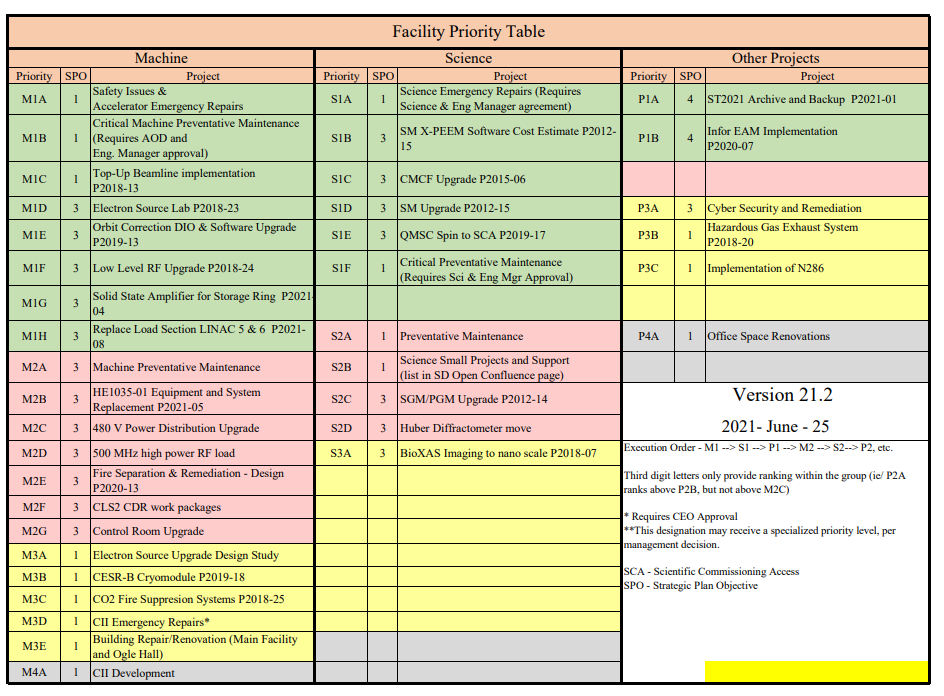 Facility Priority Table
Machine
Science
Other Projects
Priority SPO Project
Priority SPO Project
Priority SPO Project
M1A 1 Safety Issues &
Accelerator Emergency Repairs
S1A 1 Science Emergency Repairs (Requires
Science & Eng Manager agreement)
P1A 4 ST2021 Archive and Backup P2021-01
M1B 1 Critical Machine Preventative Maintenance
(Requires AOD and
Eng. Manager approval)
S1B 3 SM X-PEEM Software Cost Estimate P2012-
15
P1B 4 Infor EAM Implementation
P2020-07
M1C 1 Top-Up Beamline implementation
P2018-13
S1C 3 CMCF Upgrade P2015-06
M1D 3 Electron Source Lab P2018-23
S1D 3 SM Upgrade P2012-15
P3A 3 Cyber Security and Remediation
M1E 3 Orbit Correction DIO & Software Upgrade
P2019-13
S1E 3 QMSC Spin to SCA P2019-17
P3B 1 Hazardous Gas Exhaust System
P2018-20
M1F 3 Low Level RF Upgrade P2018-24
S1F 1 Critical Preventative Maintenance
(Requires Sci & Eng Mgr Approval)
P3C 1 Implementation of N286
M1G 3 Solid State Amplifier for Storage Ring P2021-
04
M1H 3 Replace Load Section LINAC 5 & 6 P2021-
08
S2A 1 Preventative Maintenance
P4A 1 Office Space Renovations
M2A 3 Machine Preventative Maintenance
S2B 1 Science Small Projects and Support
(list in SD Open Confluence page)
M2B 3 HE1035-01 Equipment and System
Replacement P2021-05
S2C 3 SGM/PGM Upgrade P2012-14
Version 21.2
M2C 3 480 V Power Distribution Upgrade
S2D 3 Huber Diffractometer move
2021- June - 25
M2D 3 500 MHz high power RF load
S3A 3 BioXAS Imaging to nano scale P2018-07
M2E 3 Fire Separation & Remediation - Design
P2020-13
M2F 3 CLS2 CDR work packages
M2G 3 Control Room Upgrade
M3A 1 Electron Source Upgrade Design Study
M3B 1 CESR-B Cryomodule P2019-18
M3C 1 CO2 Fire Suppresion Systems P2018-25
M3D 1 CII Emergency Repairs*
M3E 1 Building Repair/Renovation (Main Facility
and Ogle Hall)
M4A 1 CII Development
Execution Order - M1 --> S1 --> P1 --> M2 --> S2--> P2, etc.
Third digit letters only provide ranking within the group (ie/ P2A
ranks above P2B, but not above M2C)
* Requires CEO Approval
**This designation may receive a specialized priority level, per
management decision.
SCA - Scientific Commissioning Access
SPO - Strategic Plan Objective